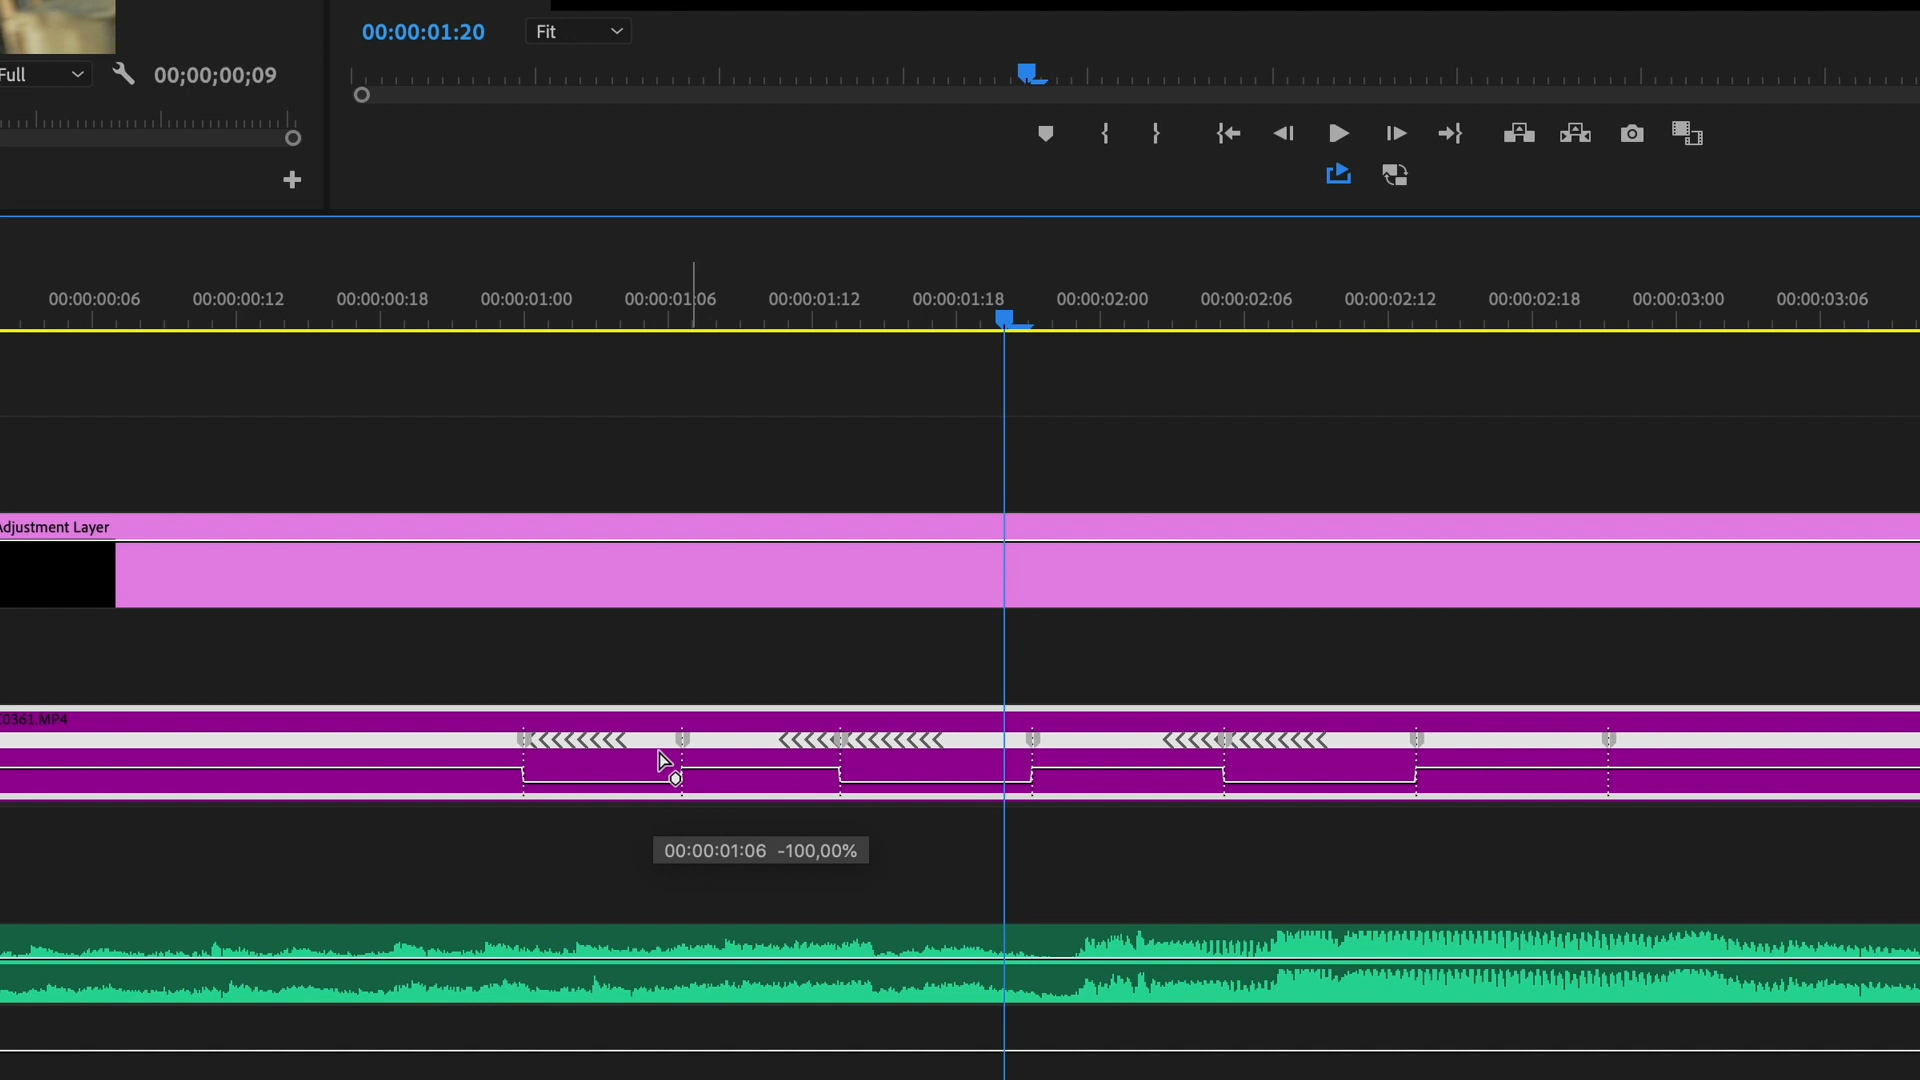 00:00:01:20
Fit
Full
00;00;00;09
00:00:00:06 00:00:00:12 00:00:00:18 00:00:01:00 00:00:01:06 00:00:01:12 00:00:01:18 00:00:02:00 00:00:02:06 00:00:02:12 00:00:02:18 00:00:03:00 00:00:03:06
Adjustment Layer
0361.MP4
00:00:01:06 -100,00%